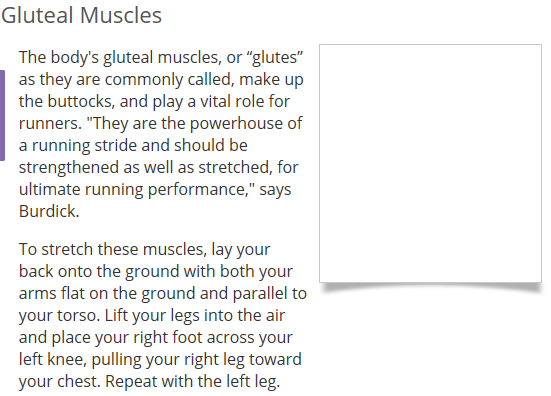 Gluteal Muscles
The body's gluteal muscles, or “glutes”
as they are commonly called, make up
the buttocks, and play a vital role for
runners. "They are the powerhouse of
a running stride and should be
strengthened as well as stretched, for
ultimate running performance," says
Burdick.
To stretch these muscles, lay your
back onto the ground with both your
arms flat on the ground and parallel to
your torso. Lift your legs into the air
and place your right foot across your
left knee, pulling your right leg toward
your chest. Repeat with the left leg.